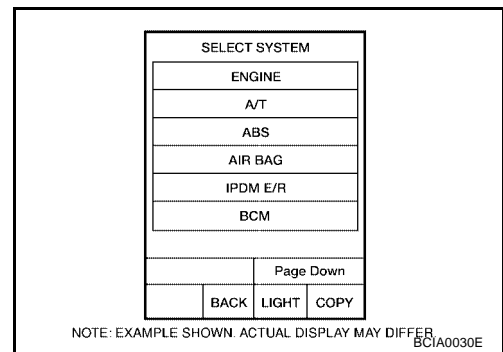 SELECT SYSTEM
ENGINE
A/T
ABS
AIR BAG
IPDM E/R
BCM
Page Down
BACK LIGHT COPY
NOTE: EXAMPLE SHOWN. ACTUAL DISPLAY MAY DIFFER.
BCIA0030E